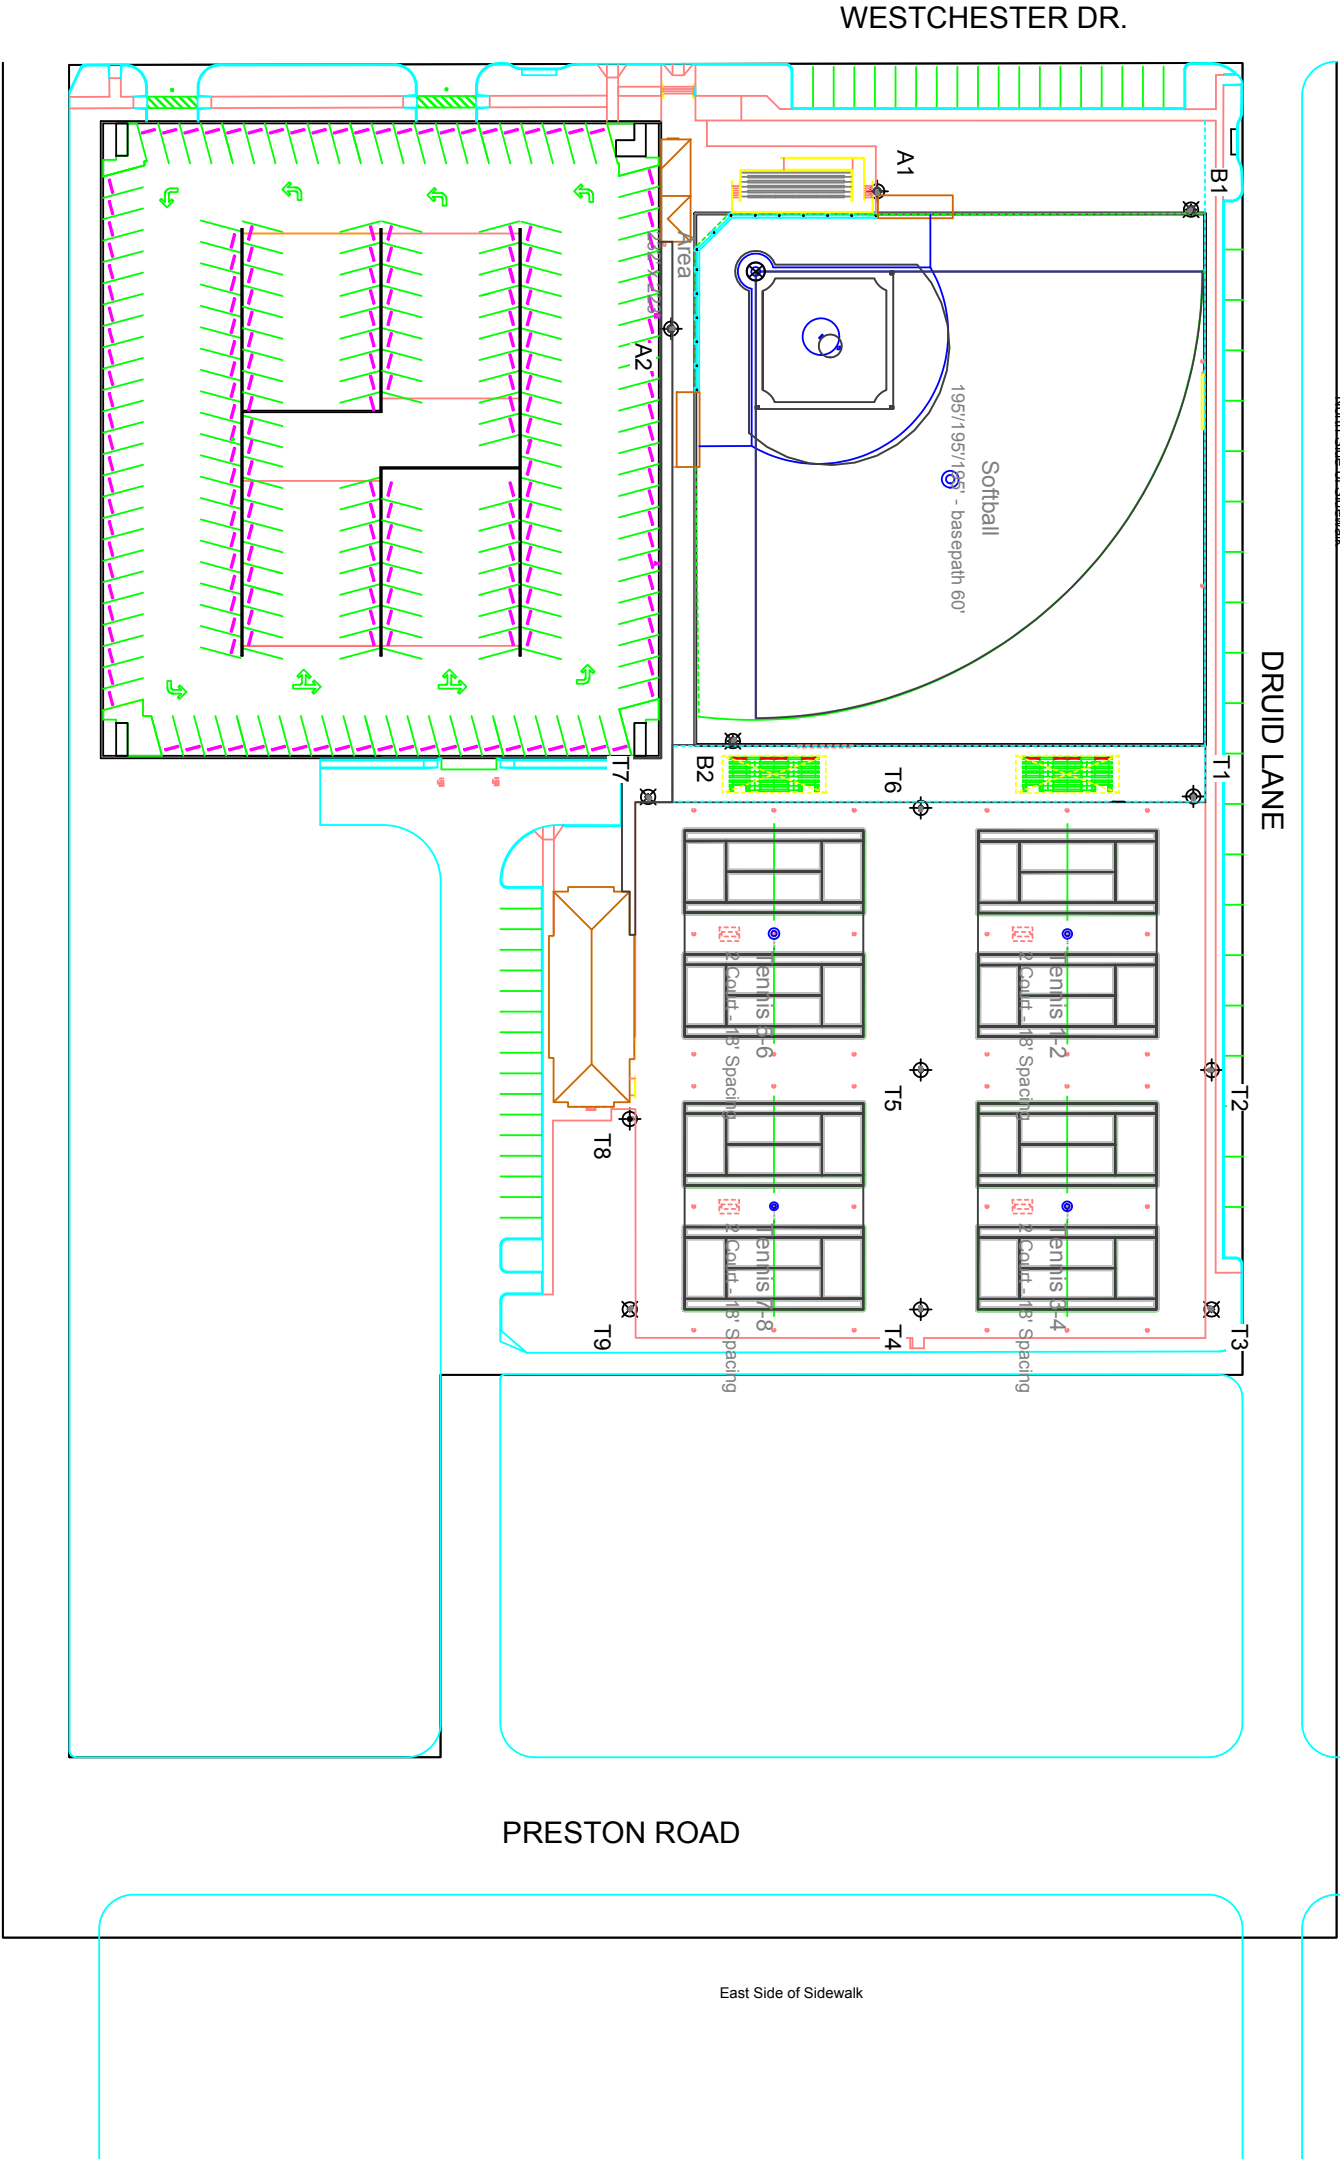 WESTCHESTER DR.
A1
B1
Area
A2
Softball
195'/195'/195' - basepath 60'
DRUID LANE
T7
B2
T6
T1
Tennis 5-6
2 Court - 18' Spacing
Tennis 1-2
2 Court - 18' Spacing
T8
T5
T2
Tennis 7-8
2 Court - 18' Spacing
Tennis 3-4
2 Court - 18' Spacing
T9
T4
T3
PRESTON ROAD
East Side of Sidewalk